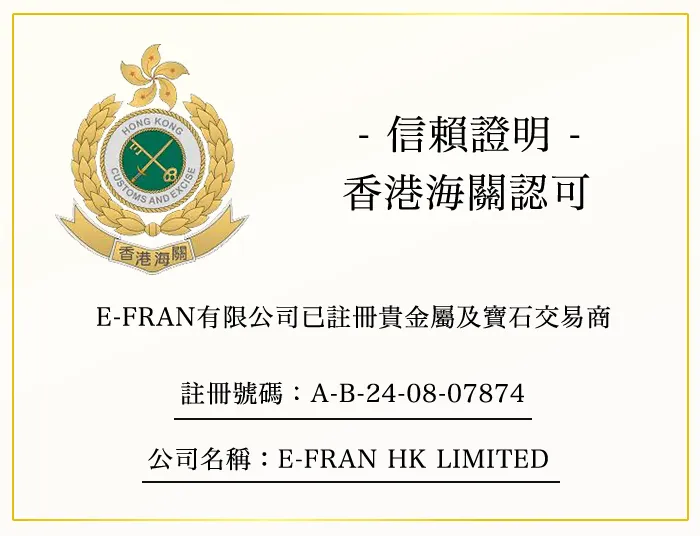 HONG KONG
CUSTOMS AND EXCISE
香港海關
- 信賴證明 -
香港海關認可
E-FRAN有限公司已註冊貴金屬及寶石交易商
註冊號碼：A-B-24-08-07874
公司名稱：E-FRAN HK LIMITED